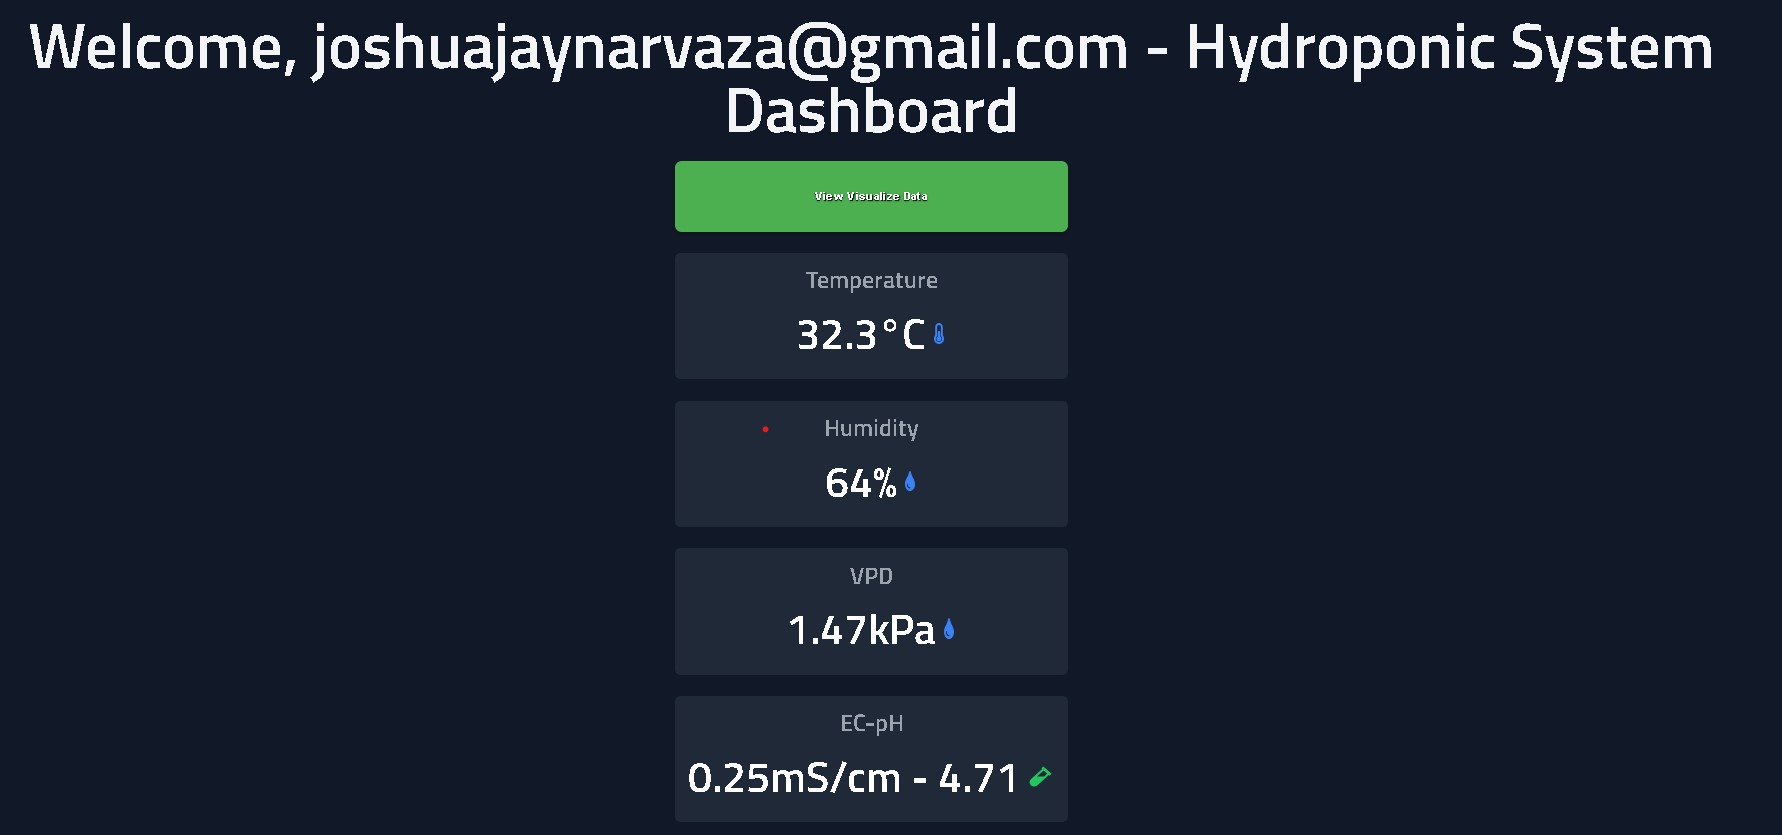 Welcome, joshuajaynarvaza@gmail.com - Hydroponic System
Dashboard
View Visualize Data
Temperature
32.3°C
Humidity
64%
VPD
1.47kPa
EC-pH
0.25mS/cm - 4.71